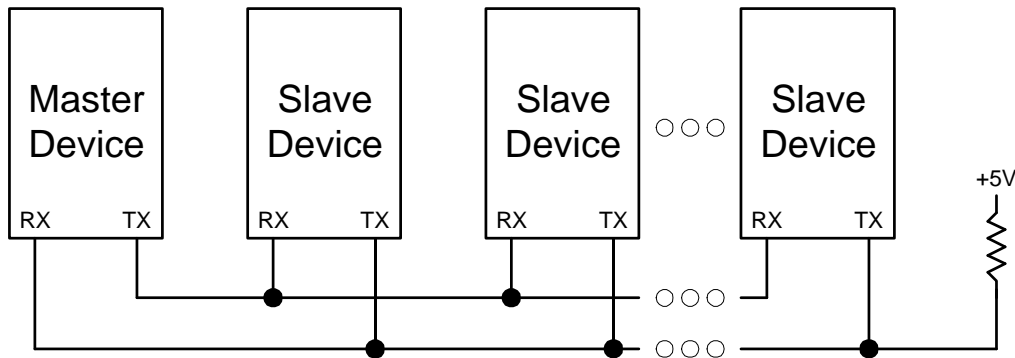 Master
Device
Slave
Device
Slave
Device
Slave
Device
+5V
RX TX
RX TX
RX TX
RX TX